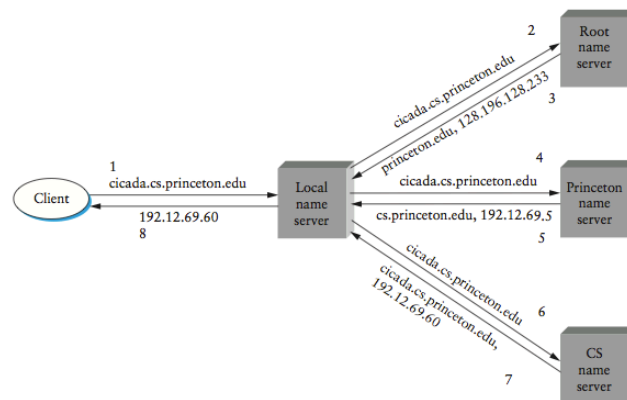 2
Root
name
server
cicada.cs.princeton.edu
princeton.edu, 128.196.128.233
3
1
cicada.cs.princeton.edu
Client
192.12.69.60
8
Local
name
server
4
cicada.cs.princeton.edu
cs.princeton.edu, 192.12.69.5
5
Princeton
name
server
cicada.cs.princeton.edu
cicada.cs.princeton.edu,
192.12.69.60
6
7
CS
name
server